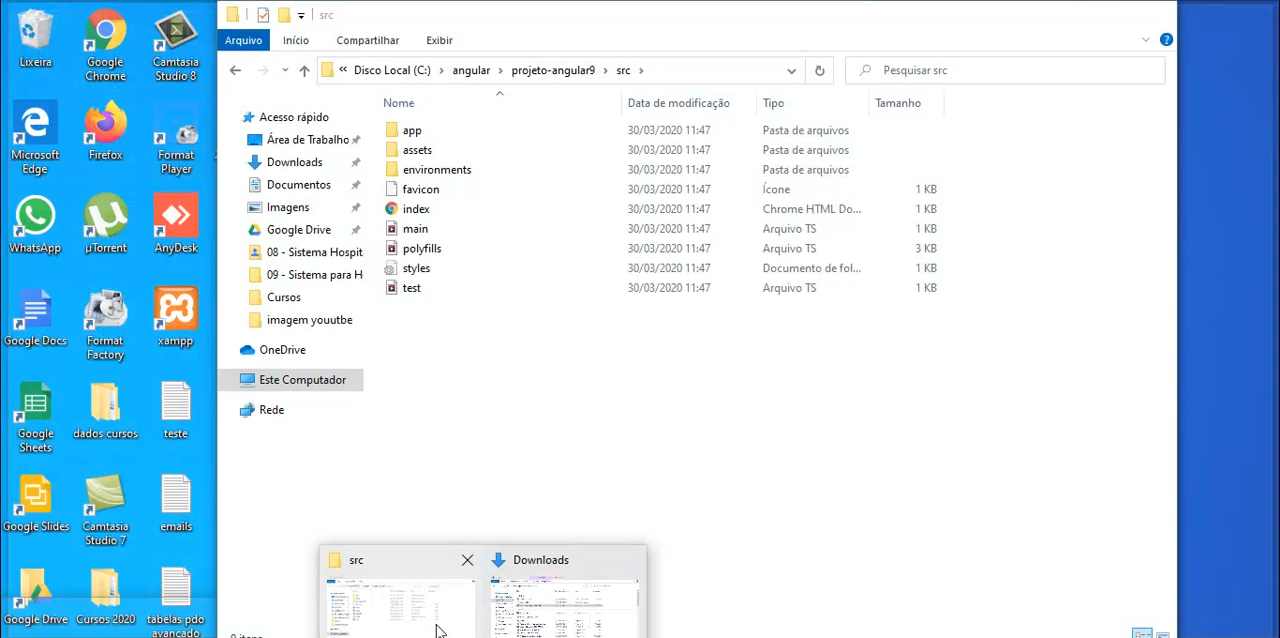 Lixeira
Google Chrome
Camtasia Studio 8
Microsoft Edge
Firefox
Format Player
WhatsApp
µTorrent
AnyDesk
Google Docs
Format Factory
xampp
Google Sheets
dados cursos
teste
Google Slides
Camtasia Studio 7
emails
Google Drive
Cursos 2020
tabelas pdo avançado
src
Arquivo
Início
Compartilhar
Exibir
Disco Local (C:) › angular › projeto-angular9 › src ›
Pesquisar src
Acesso rápido
Área de Trabalho
Downloads
Documentos
Imagens
Google Drive
08 - Sistema Hospit
09 - Sistema para H
Cursos
imagem youutbe
OneDrive
Este Computador
Rede
Nome Data de modificação Tipo Tamanho
app 30/03/2020 11:47 Pasta de arquivos
assets 30/03/2020 11:47 Pasta de arquivos
environments 30/03/2020 11:47 Pasta de arquivos
favicon 30/03/2020 11:47 Ícone 1 KB
index 30/03/2020 11:47 Chrome HTML Do... 1 KB
main 30/03/2020 11:47 Arquivo TS 1 KB
polyfills 30/03/2020 11:47 Arquivo TS 3 KB
styles 30/03/2020 11:47 Documento de fol... 1 KB
test 30/03/2020 11:47 Arquivo TS 1 KB
src
Downloads